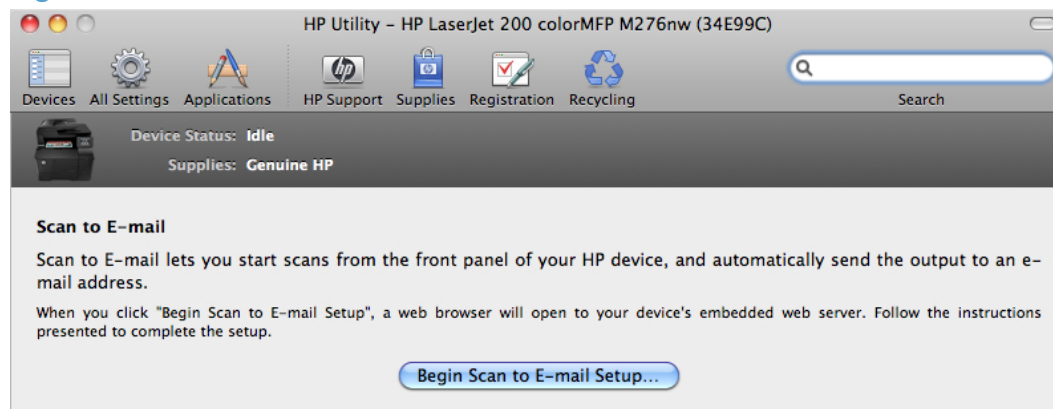 HP Utility – HP LaserJet 200 colorMFP M276nw (34E99C)
Devices All Settings Applications HP Support Supplies Registration Recycling Search
Device Status: Idle
Supplies: Genuine HP
Scan to E-mail
Scan to E-mail lets you start scans from the front panel of your HP device, and automatically send the output to an e-
mail address.
When you click "Begin Scan to E-mail Setup", a web browser will open to your device's embedded web server. Follow the instructions
presented to complete the setup.
Begin Scan to E-mail Setup...